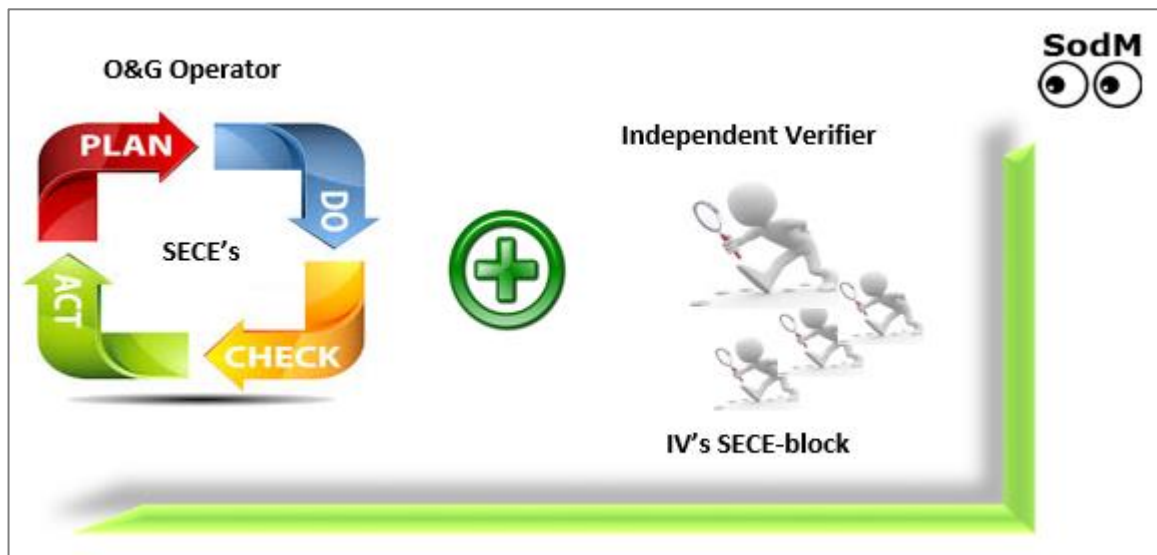 SodM
O&G Operator
PLAN
DO
SECE's
ACT
CHECK
Independent Verifier
IV's SECE-block